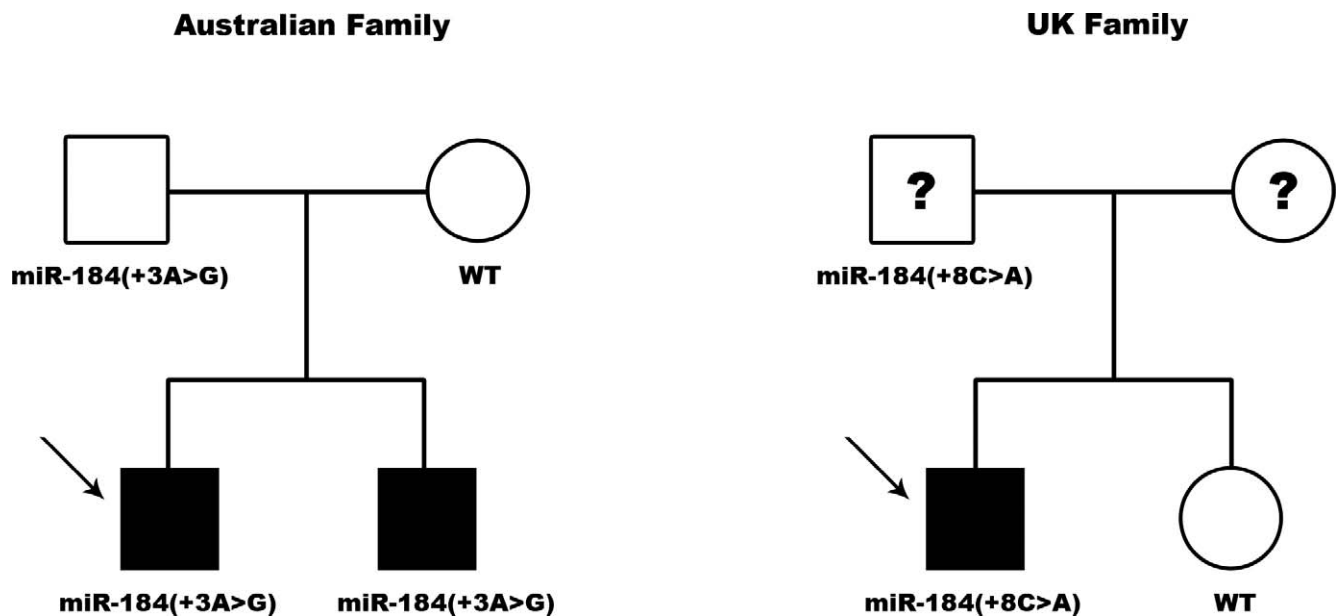 Australian Family
UK Family
?
?
miR-184(+3A>G)
WT
miR-184(+8C>A)
miR-184(+3A>G)
miR-184(+3A>G)
miR-184(+8C>A)
WT